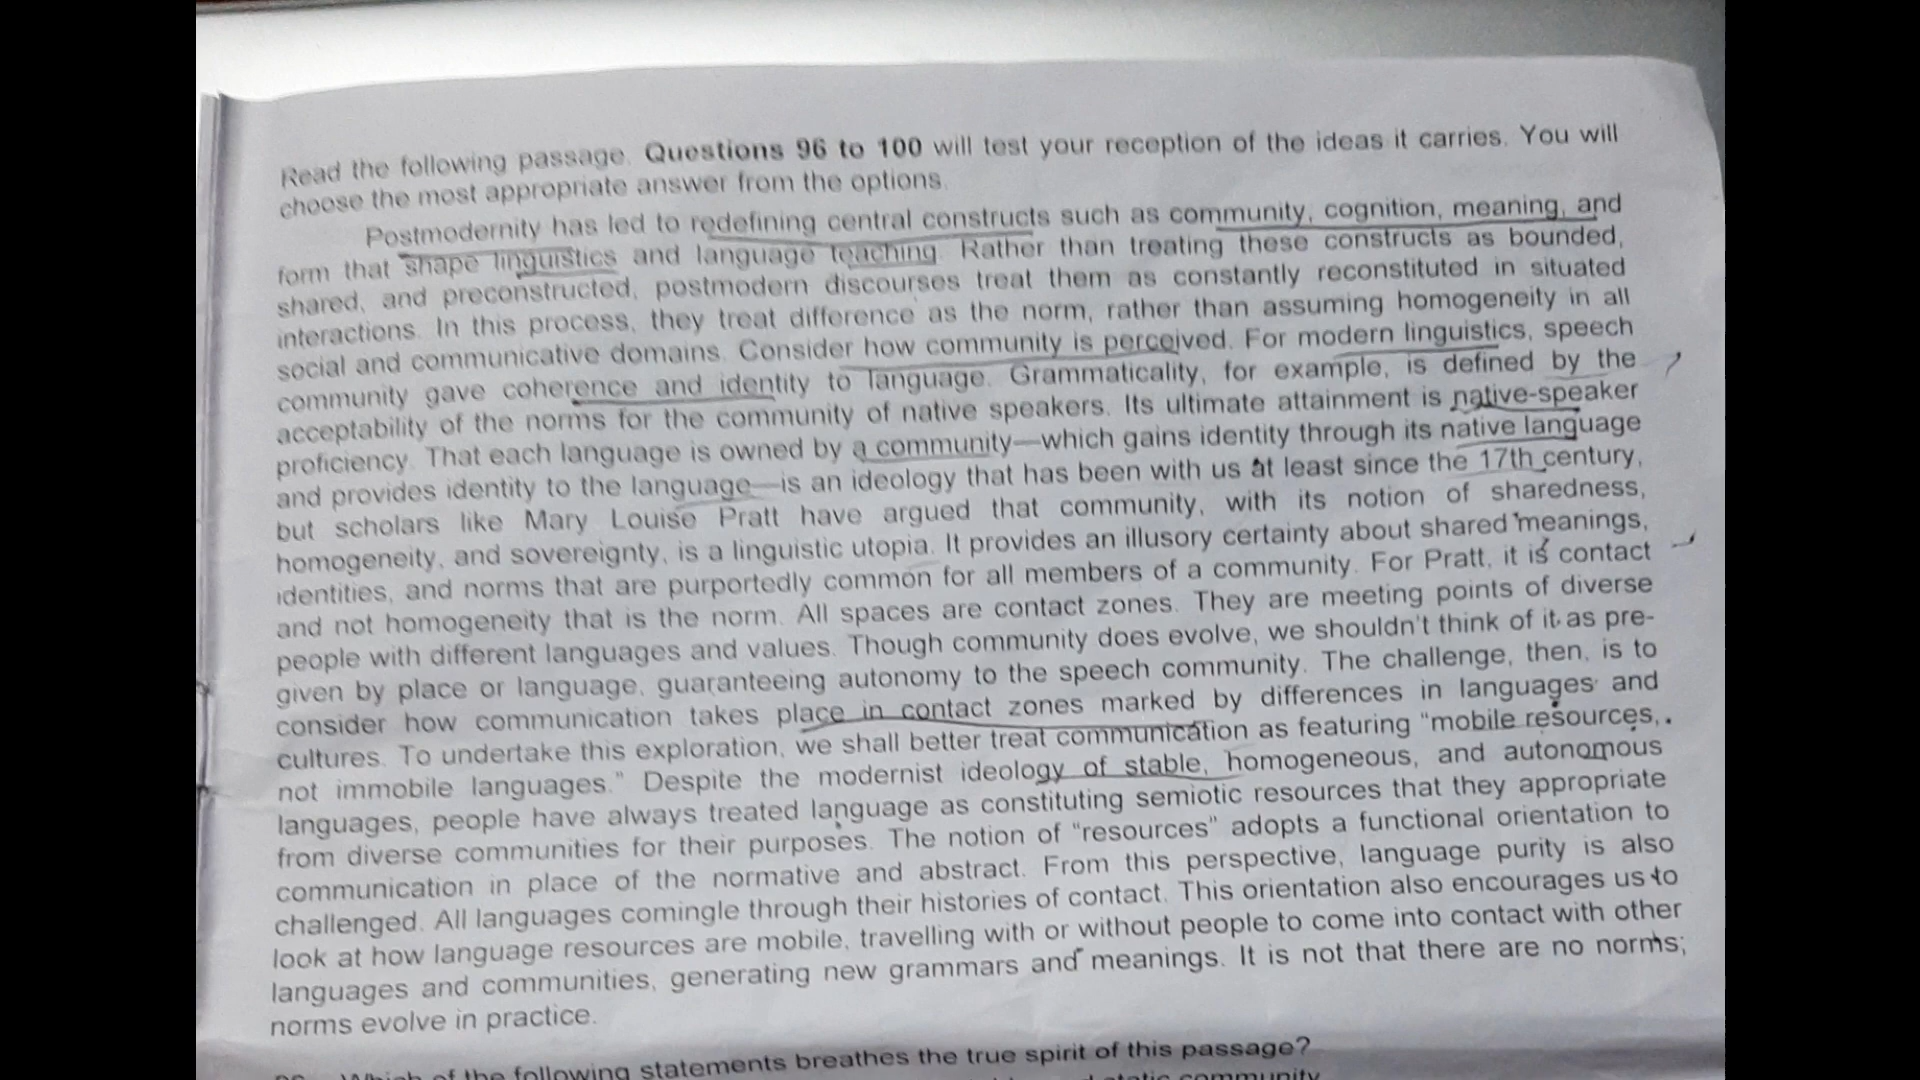 Read the following passage. Questions 96 to 100 will test your reception of the ideas it carries. You will
choose the most appropriate answer from the options.
Postmodernity has led to redefining central constructs such as community, cognition, meaning, and
form that shape linguistics and language teaching. Rather than treating these constructs as bounded,
shared, and preconstructed, postmodern discourses treat them as constantly reconstituted in situated
interactions. In this process, they treat difference as the norm, rather than assuming homogeneity in all
social and communicative domains. Consider how community is perceived. For modern linguistics, speech
community gave coherence and identity to language. Grammaticality, for example, is defined by the
acceptability of the norms for the community of native speakers. Its ultimate attainment is native-speaker
proficiency. That each language is owned by a community—which gains identity through its native language
and provides identity to the language—is an ideology that has been with us at least since the 17th century,
but scholars like Mary Louise Pratt have argued that community, with its notion of sharedness,
homogeneity, and sovereignty, is a linguistic utopia. It provides an illusory certainty about shared meanings,
identities, and norms that are purportedly common for all members of a community. For Pratt, it is contact
and not homogeneity that is the norm. All spaces are contact zones. They are meeting points of diverse
people with different languages and values. Though community does evolve, we shouldn't think of it as pre-
given by place or language, guaranteeing autonomy to the speech community. The challenge, then, is to
consider how communication takes place in contact zones marked by differences in languages and
cultures. To undertake this exploration, we shall better treat communication as featuring "mobile resources,
not immobile languages." Despite the modernist ideology of stable, homogeneous, and autonomous
languages, people have always treated language as constituting semiotic resources that they appropriate
from diverse communities for their purposes. The notion of "resources" adopts a functional orientation to
communication in place of the normative and abstract. From this perspective, language purity is also
challenged. All languages comingle through their histories of contact. This orientation also encourages us to
look at how language resources are mobile, travelling with or without people to come into contact with other
languages and communities, generating new grammars and meanings. It is not that there are no norms;
norms evolve in practice.
Which of the following statements breathes the true spirit of this passage?
static community